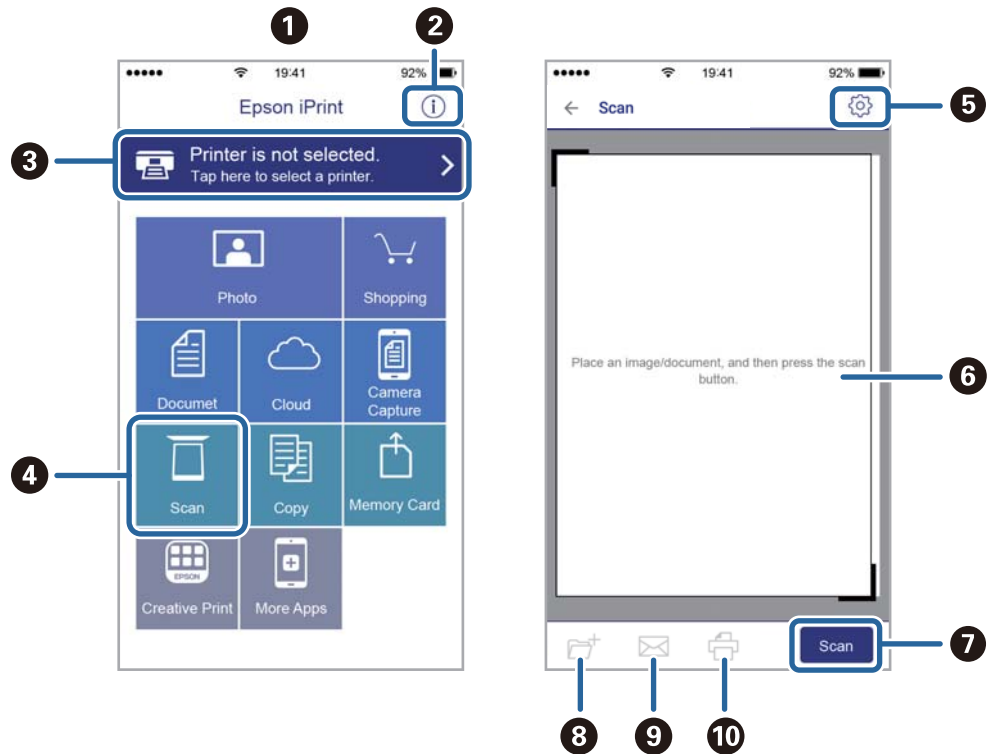 1
2
19:41
92%
Epson iPrint
3
Printer is not selected.
Tap here to select a printer.
Photo
Shopping
Documet
Cloud
Camera
Capture
4
Scan
Copy
Memory Card
EPSON
Creative Print
More Apps
19:41
92%
Scan
5
Place an image/document, and then press the scan
button.
6
Scan
7
8
9
10